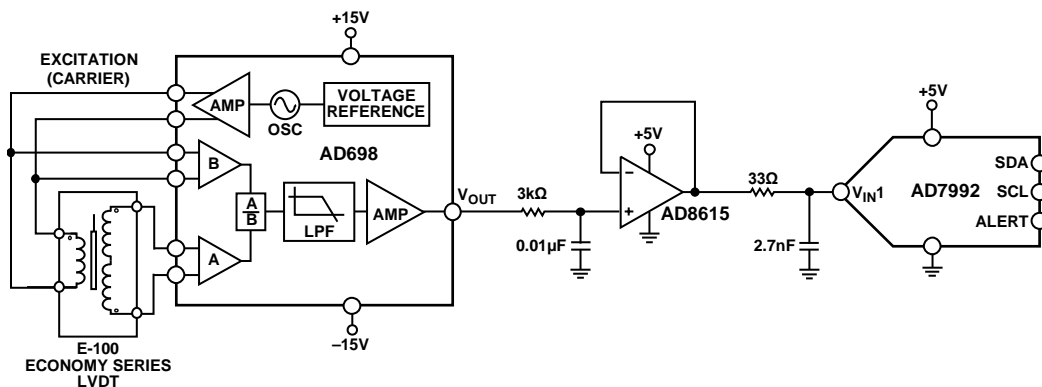 +15V
EXCITATION
(CARRIER)
AMP
OSC
VOLTAGE
REFERENCE
AD698
B
A
B
LPF
AMP
A
VOUT
3kΩ
0.01µF
+5V
−
+
AD8615
33Ω
2.7nF
+5V
VIN1
AD7992
SDA
SCL
ALERT
–15V
E-100
ECONOMY SERIES
LVDT